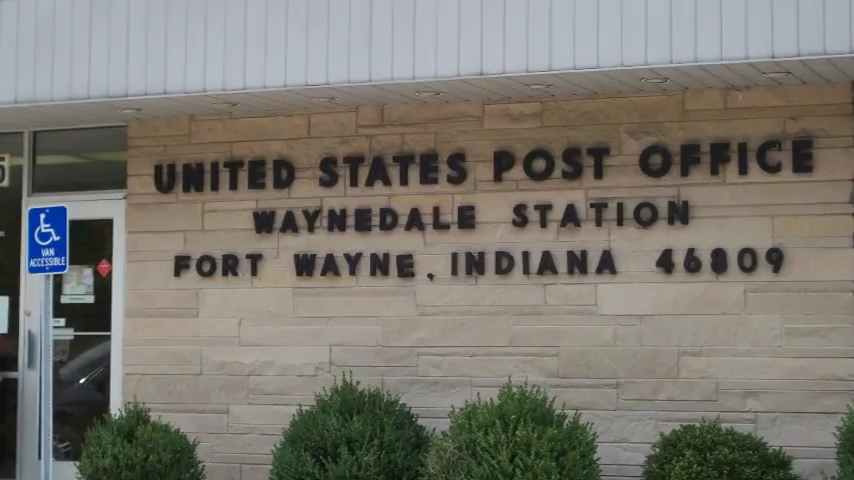 UNITED STATES POST OFFICE
WAYNEDALE STATION
FORT WAYNE, INDIANA 46809
VAN
ACCESSIBLE